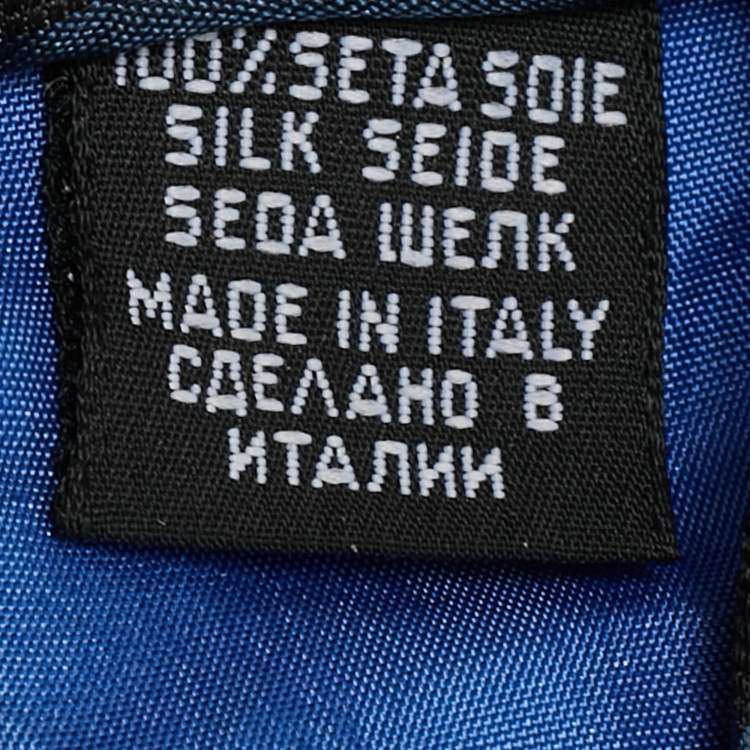 100%SETA SOIE
SILK SEIDE
SEDA ШЕЛК
MADE IN ITALY
СДЕЛАНО В
ИТАЛИИ